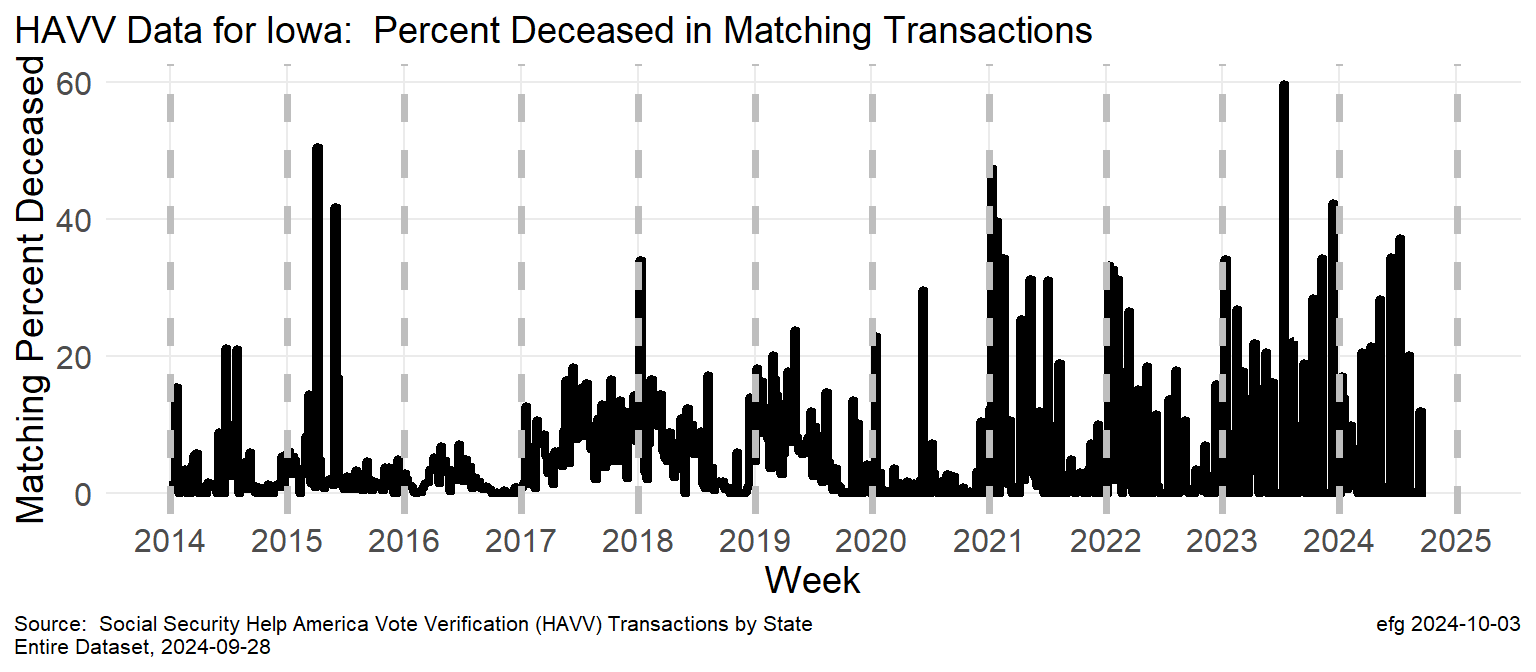 HAVV Data for Iowa:  Percent Deceased in Matching Transactions
Matching Percent Deceased
60
40
20
0
2014 2015 2016 2017 2018 2019 2020 2021 2022 2023 2024 2025
Week
Source:  Social Security Help America Vote Verification (HAVV) Transactions by State
Entire Dataset, 2024-09-28
efg 2024-10-03